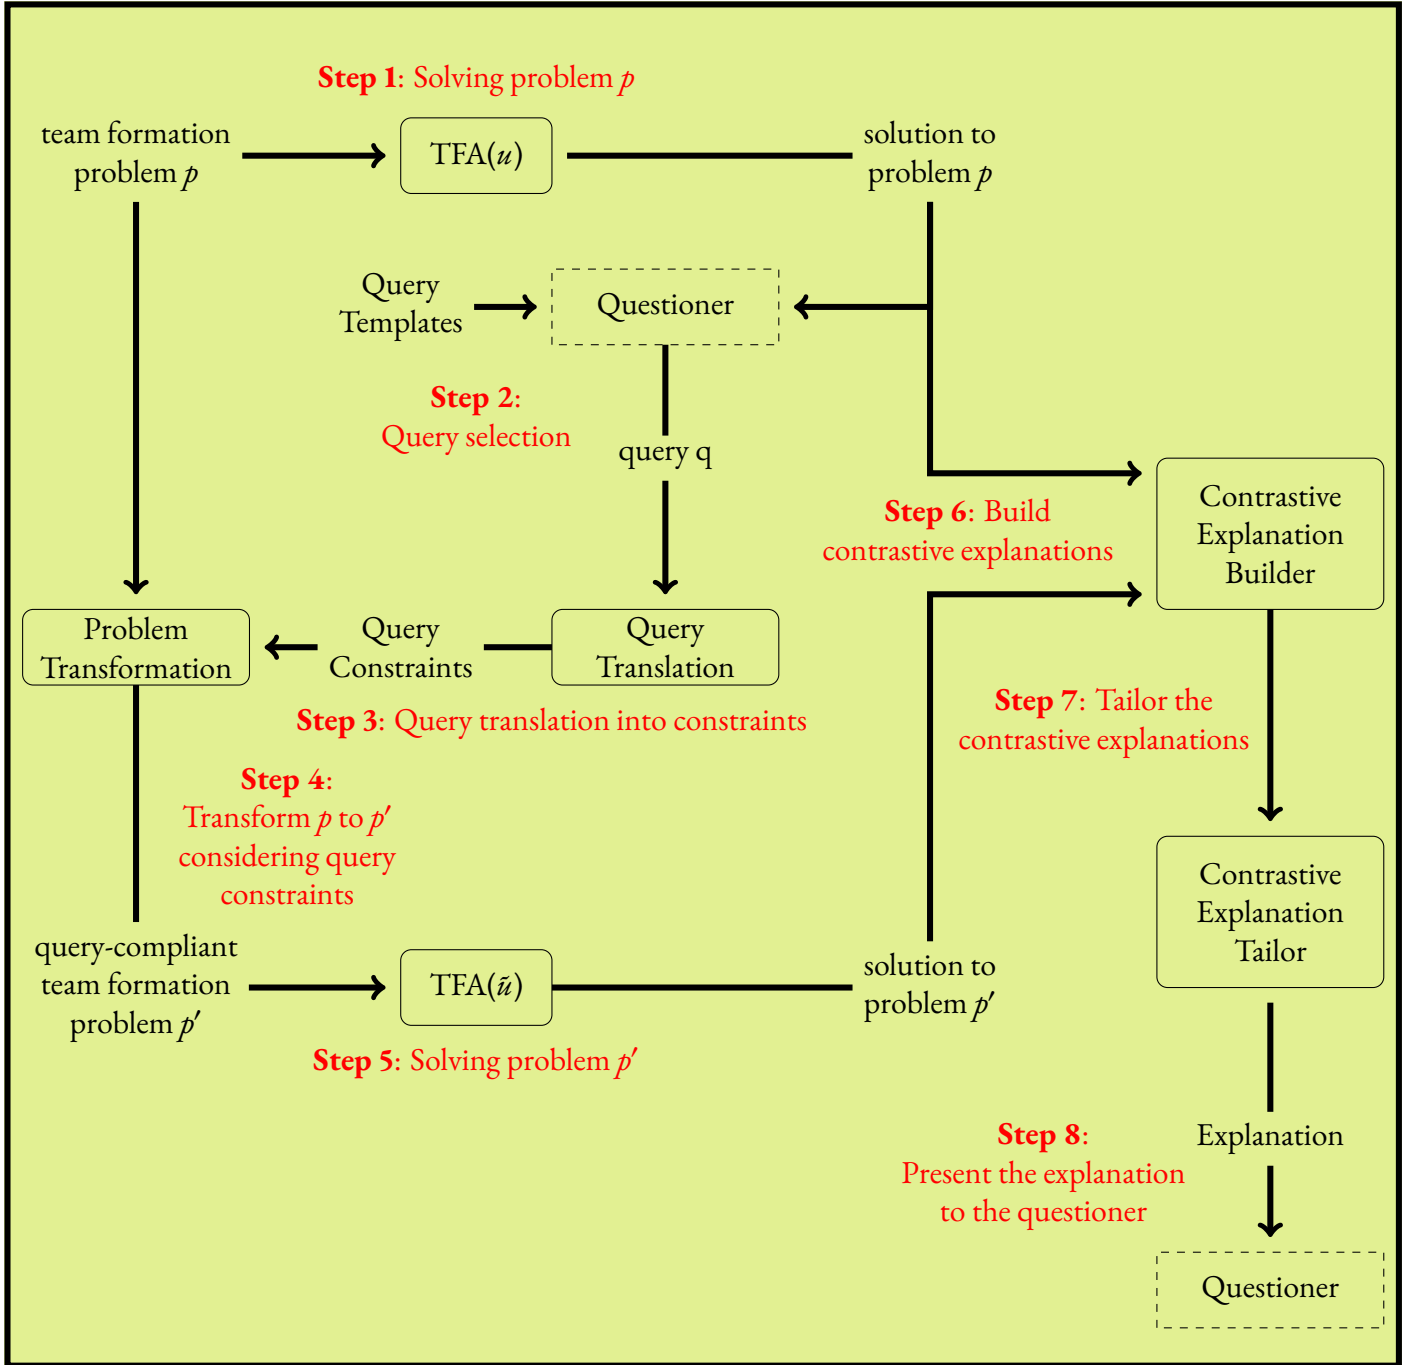 Step 1: Solving problem p
team formation
problem p
TFA(u)
solution to
problem p
Query
Templates
Questioner
Step 2:
Query selection
query q
Step 6: Build
contrastive explanations
Contrastive
Explanation
Builder
Problem
Transformation
Query
Constraints
Query
Translation
Step 3: Query translation into constraints
Step 7: Tailor the
contrastive explanations
Step 4:
Transform p to p′
considering query
constraints
Contrastive
Explanation
Tailor
query-compliant
team formation
problem p′
TFA(ũ)
solution to
problem p′
Step 5: Solving problem p′
Step 8:
Present the explanation
to the questioner
Explanation
Questioner